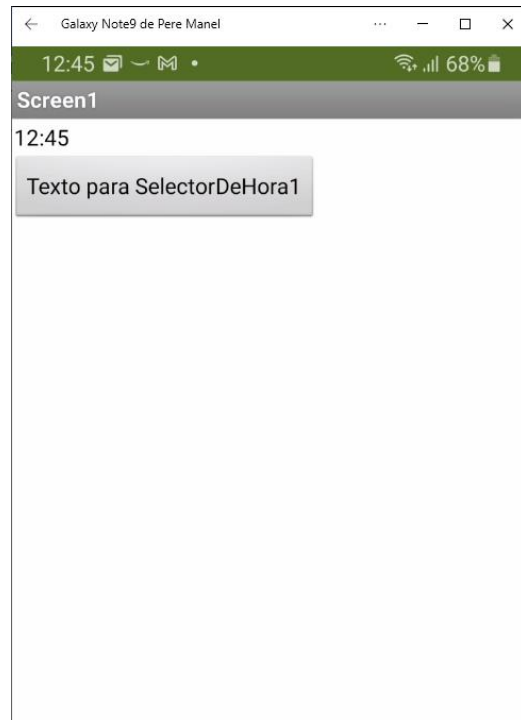 Galaxy Note9 de Pere Manel
12:45 68%
Screen1
12:45
Texto para SelectorDeHora1